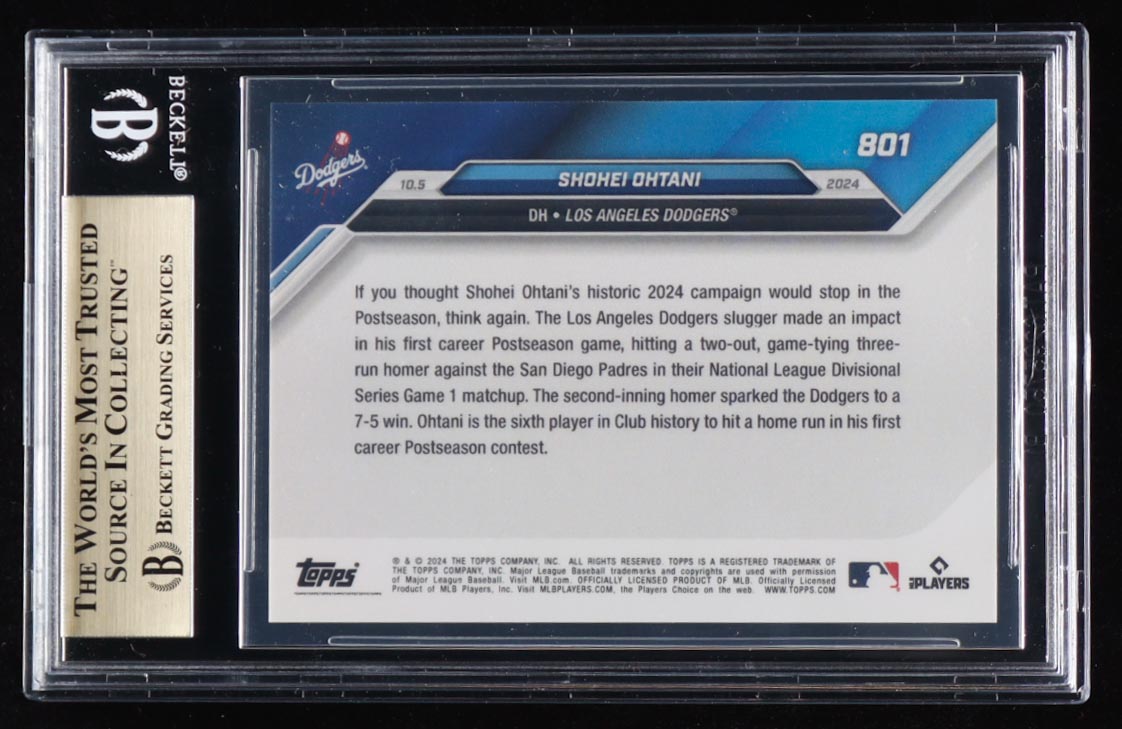 BECKETT®
THE WORLD'S MOST TRUSTED
SOURCE IN COLLECTING™
B BECKETT GRADING SERVICES
Dodgers
801
10.5
SHOHEI OHTANI
2024
DH • LOS ANGELES DODGERS®
If you thought Shohei Ohtani's historic 2024 campaign would stop in the
Postseason, think again. The Los Angeles Dodgers slugger made an impact
in his first career Postseason game, hitting a two-out, game-tying three-
run homer against the San Diego Padres in their National League Divisional
Series Game 1 matchup. The second-inning homer sparked the Dodgers to a
7-5 win. Ohtani is the sixth player in Club history to hit a home run in his first
career Postseason contest.
Topps®
® & © 2024 THE TOPPS COMPANY, INC. ALL RIGHTS RESERVED. TOPPS IS A REGISTERED TRADEMARK OF
THE TOPPS COMPANY, INC. Major League Baseball trademarks and copyrights are used with permission
of Major League Baseball. Visit MLB.com. OFFICIALLY LICENSED PRODUCT OF MLB. Officially Licensed
Product of MLB Players, Inc. Visit MLBPLAYERS.COM, the Players Choice on the web. WWW.TOPPS.COM
PLAYERS